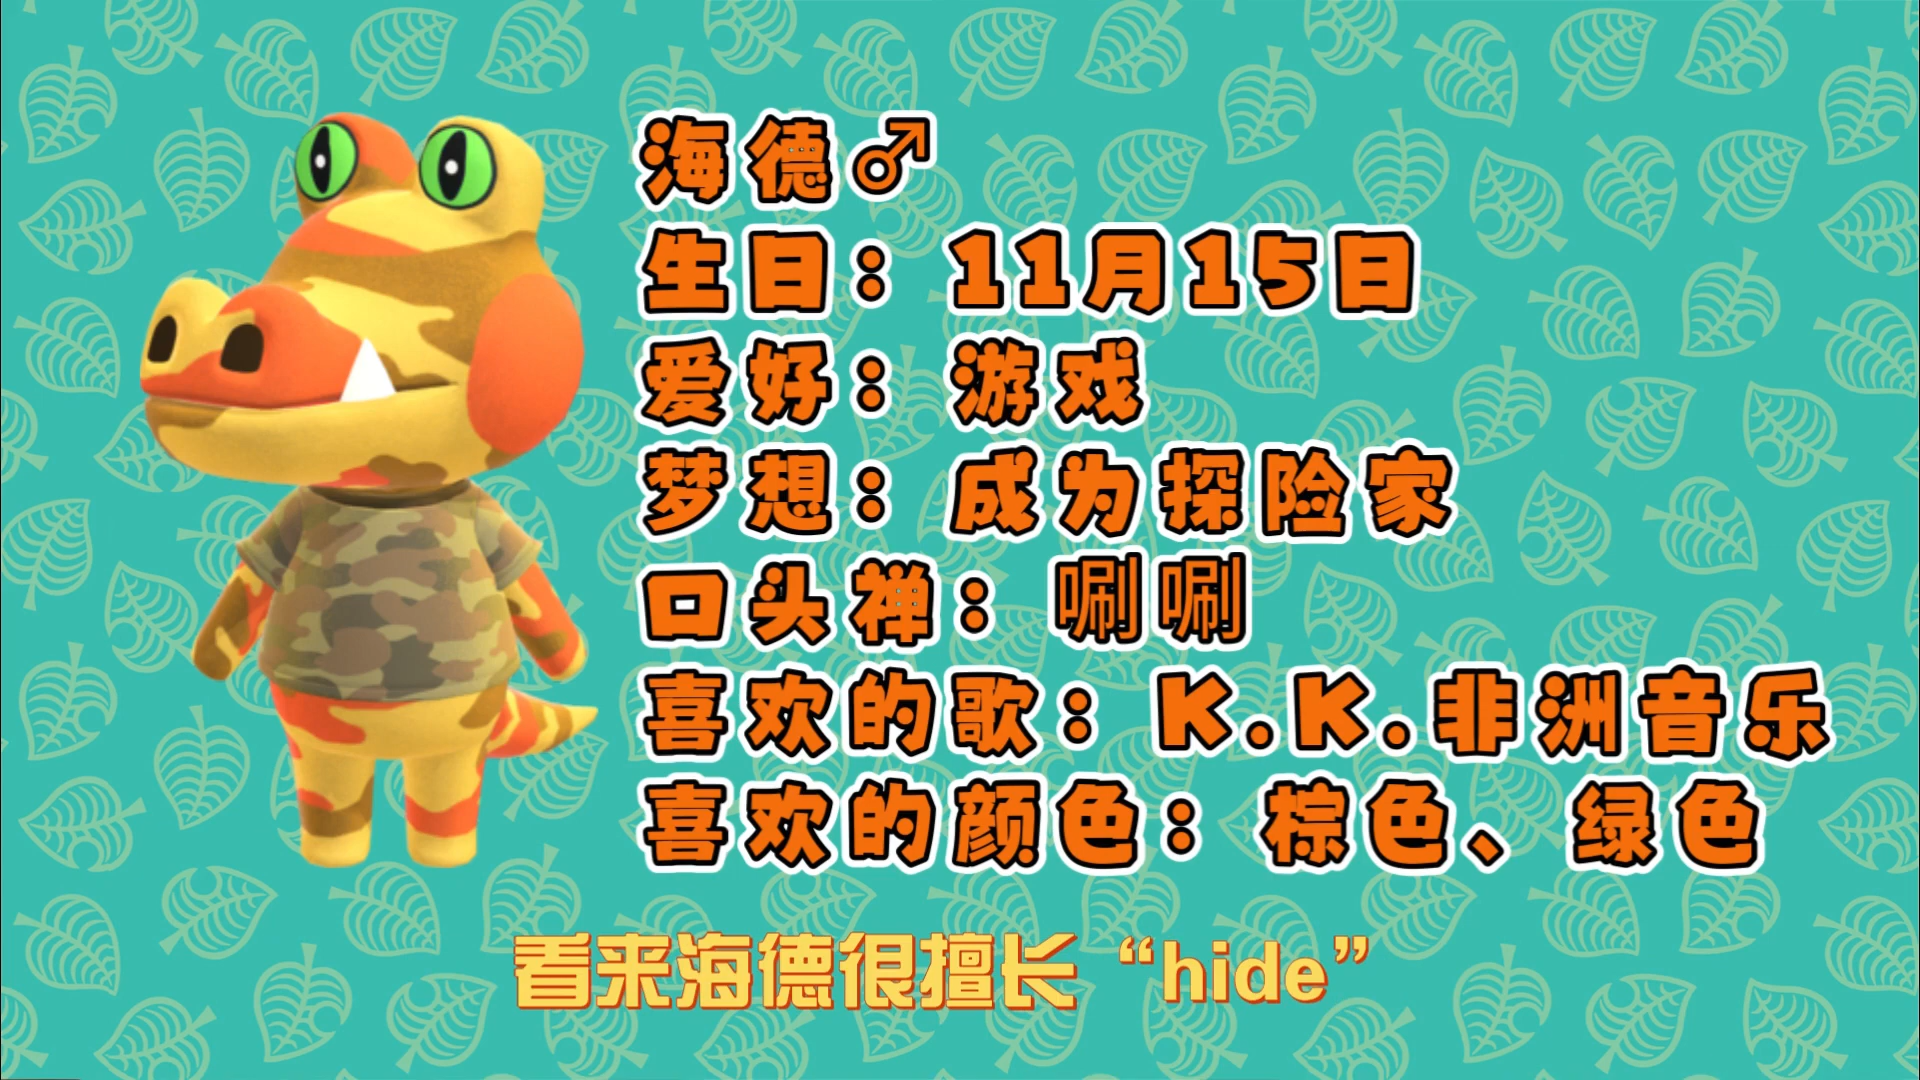 海德♂
生日：11月15日
爱好：游戏
梦想：成为探险家
口头禅：唰唰
喜欢的歌：K.K.非洲音乐
喜欢的颜色：棕色、绿色
看来海德很擅长“hide”